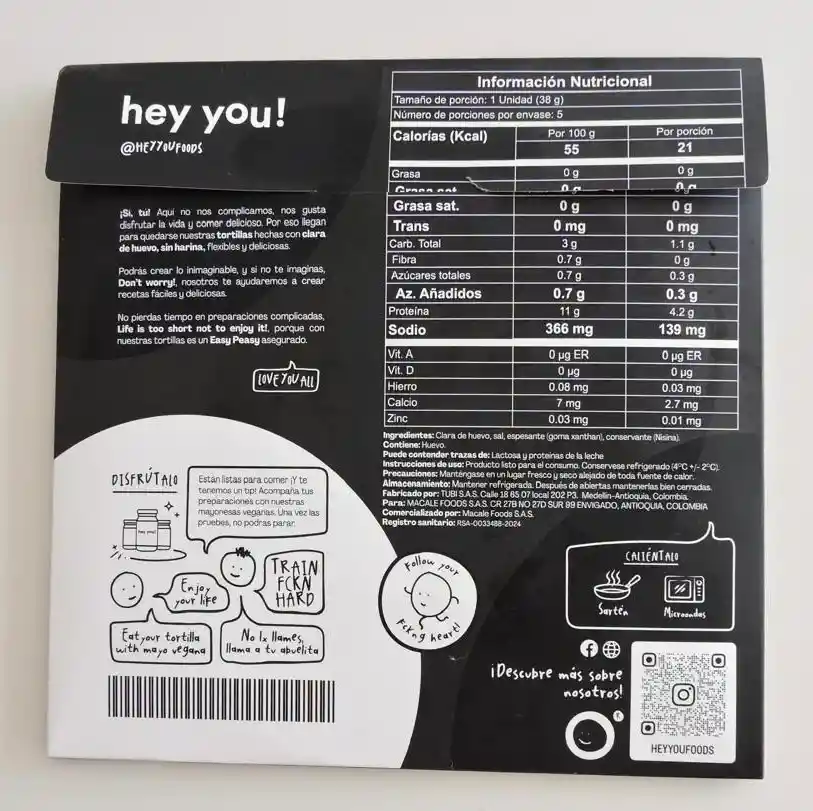 hey you!
@HEYYOUFOODS
¡Si, tú! Aqui no nos complicamos, nos gusta
disfrutar la vida y comer delicioso. Por eso llegan
para quedarse nuestras tortillas hechas con clara
de huevo, sin harina, flexibles y deliciosas.
Podrás crear lo inimaginable, y si no te imaginas,
Don't worry!, nosotros te ayudaremos a crear
recetas fáciles y deliciosas.
No pierdas tiempo en preparaciones complicadas,
Life is too short not to enjoy it!, porque con
nuestras tortillas es un Easy Peasy asegurado.
LOVE YOU ALL
Información Nutricional
Tamaño de porción: 1 Unidad (38 g)
Número de porciones por envase: 5
Calorías (Kcal) Por 100 g Por porción
55 21
Grasa 0 g 0 g
Grasa sat. 0 g 0 g
Grasa sat. 0 g 0 g
Trans 0 mg 0 mg
Carb. Total 3 g 1.1 g
Fibra 0.7 g 0 g
Azúcares totales 0.7 g 0.3 g
Az. Añadidos 0.7 g 0.3 g
Proteína 11 g 4.2 g
Sodio 366 mg 139 mg
Vit. A 0 µg ER 0 µg ER
Vit. D 0 µg 0 µg
Hierro 0.08 mg 0.03 mg
Calcio 7 mg 2.7 mg
Zinc 0.03 mg 0.01 mg
Ingredientes: Clara de huevo, sal, espesante (goma xanthan), conservante (Nisina).
Contiene: Huevo.
Puede contender trazas de: Lactosa y proteinas de la leche
Instrucciones de uso: Producto listo para el consumo. Conservese refrigerado (4°C +/- 2°C).
Precauciones: Manténgase en un lugar fresco y seco alejado de toda fuente de calor.
Almacenamiento: Mantener refrigerada. Después de abiertas mantenerlas bien cerradas.
Fabricado por: TUBI S.A.S. Calle 18 65 07 local 202 P3. Medellin-Antioquia, Colombia.
Para: MACALE FOODS S.A.S. CR 27B NO 27D SUR 99 ENVIGADO, ANTIOQUIA, COLOMBIA
Comercializado por: Macale Foods S.A.S.
Registro sanitario: RSA-0033488-2024
DISFRÚTALO
hey you!
Están listas para comer ¡Y te
tenemos un tip! Acompaña tus
preparaciones con nuestras
mayonesas veganas. Una vez las
pruebes, no podras parar.
Enjoy
your life
TRAIN
FCKN
HARD
Eat your tortilla
with mayo vegana
No lx llames,
llama a tu abuelita
Follow your
Fckng heart!
CALIÉNTALO
Sartén
Microondas
¡Descubre más sobre
nosotros!
HEYYOUFOODS